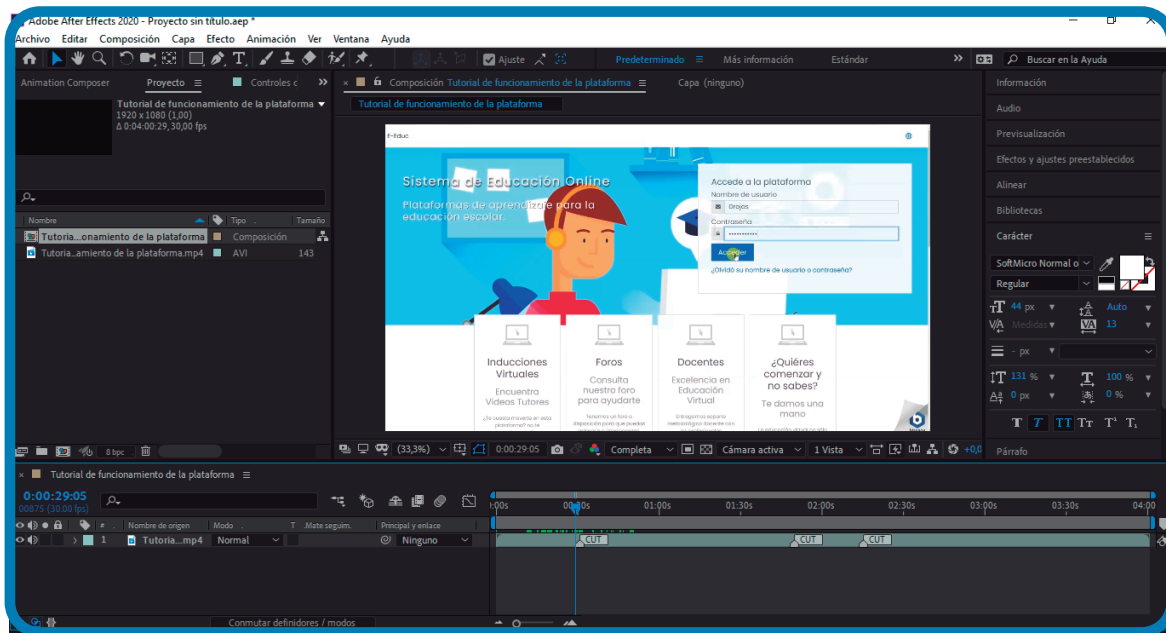 Adobe After Effects 2020 - Proyecto sin título.aep *
Archivo Editar Composición Capa Efecto Animación Ver Ventana Ayuda
Ajuste Predeterminado Más información Estándar Buscar en la Ayuda
Animation Composer Proyecto Controles c
Composición Tutorial de funcionamiento de la plataforma Capa (ninguno)
Tutorial de funcionamiento de la plataforma
Tutorial de funcionamiento de la plataforma
1920 x 1080 (1,00)
Δ 0:04:00:29, 30,00 fps
Nombre Tipo Tamaño
Tutoria...onamiento de la plataforma Composición
Tutoria...amiento de la plataforma.mp4 AVI 143
8 bpc
E-Educ
Sistema de Educación Online
Plataformas de aprendizaje para la
educación escolar
Accede a la plataforma
Nombre de usuario
Drojas
Contraseña
Acceder
¿Olvidó su nombre de usuario o contraseña?
Inducciones
Virtuales
Encuentra
Videos Tutores
Foros
Consulta
nuestro foro
para ayudarte
Docentes
Excelencia en
Educación
Virtual
¿Quiéres
comenzar y
no sabes?
Te damos una
mano
(33,3%) 0:00:29:05 Completa Cámara activa 1 Vista +0,0
Información
Audio
Previsualización
Efectos y ajustes preestablecidos
Alinear
Bibliotecas
Carácter
SoftMicro Normal o
Regular
44 px Auto
Medidas 13
- px
131 % 100 %
0 px 0 %
T T TT Tr T¹ T₁
Párrafo
Tutorial de funcionamiento de la plataforma
0:00:29:05
00875 (30.00 fps)
Nombre de origen Modo T .Mate seguim. Principal y enlace
1 Tutoria...mp4 Normal Ninguno
:00s 00:30s 01:00s 01:30s 02:00s 02:30s 03:00s 03:30s 04:00
CUT CUT CUT
Conmutar definidores / modos